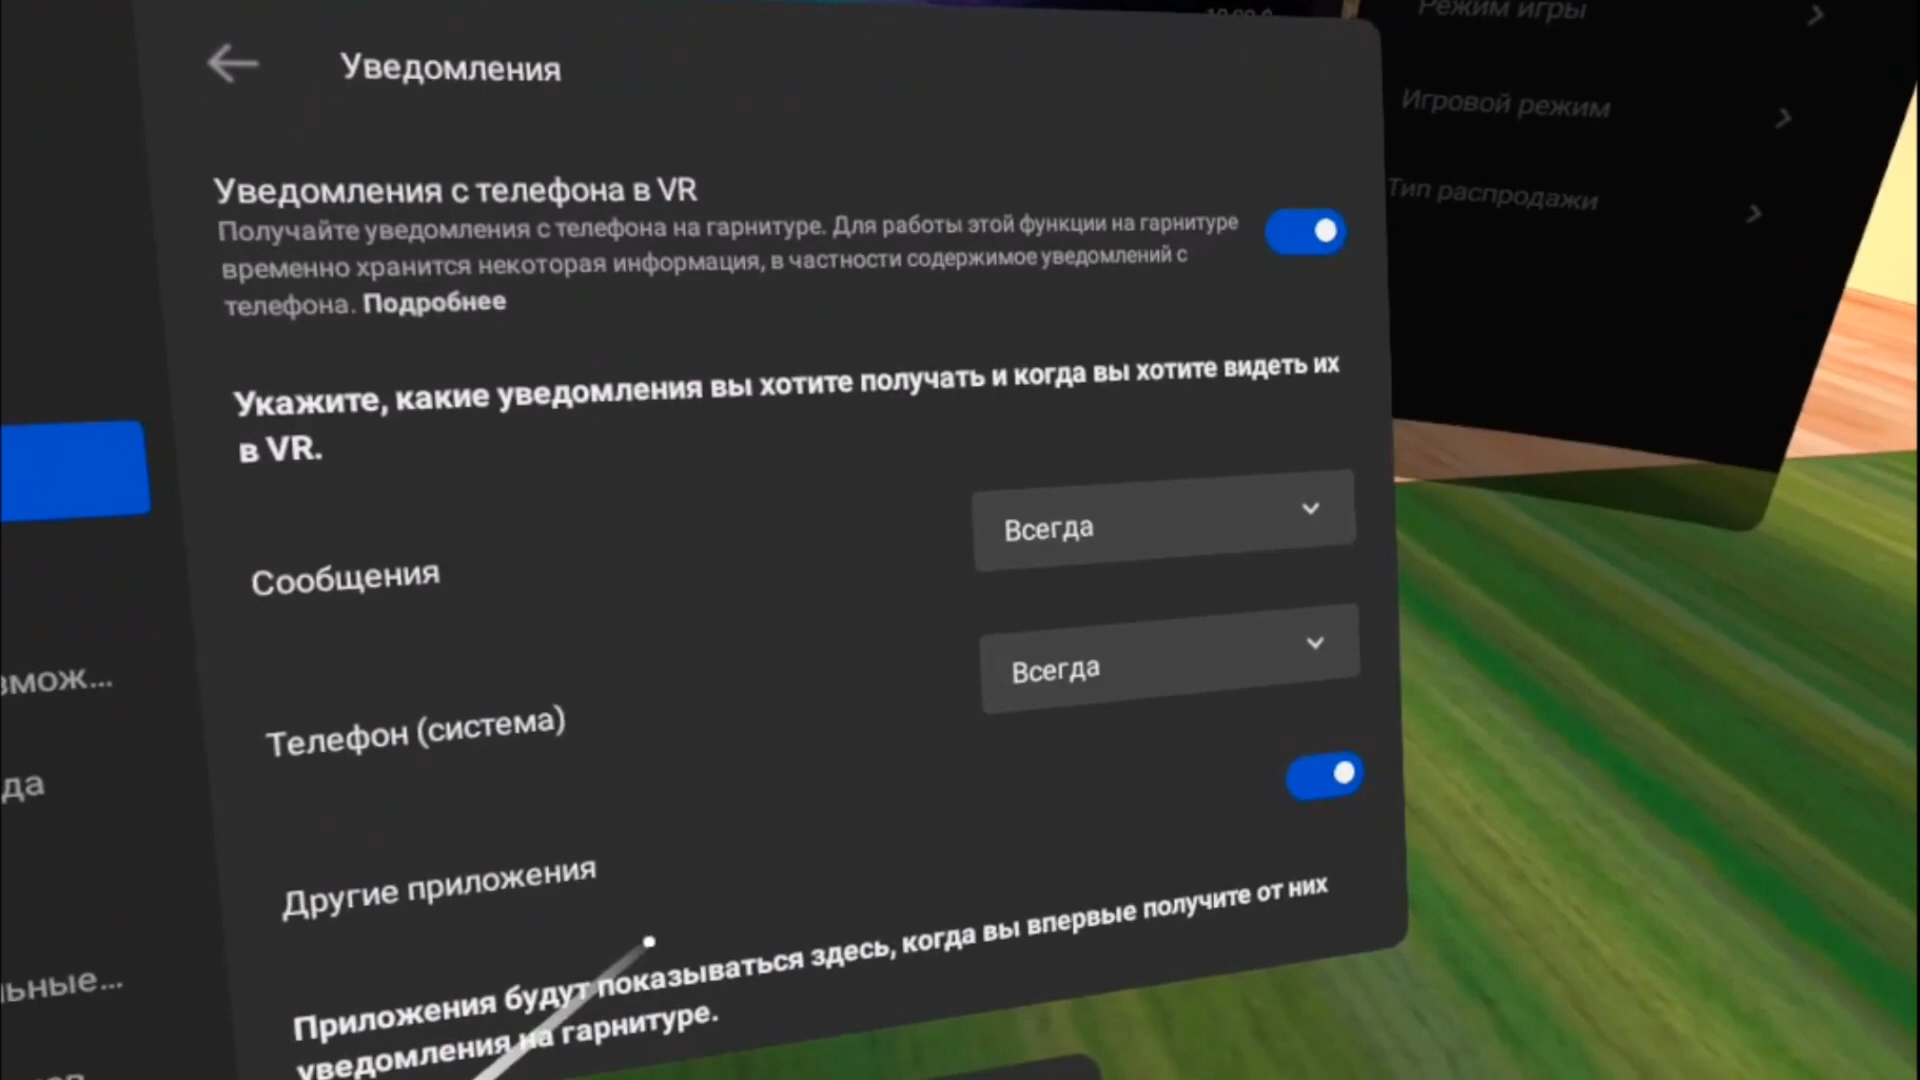 Уведомления
Уведомления с телефона в VR
Получайте уведомления с телефона на гарнитуре. Для работы этой функции на гарнитуре
временно хранится некоторая информация, в частности содержимое уведомлений с
телефона. Подробнее
Укажите, какие уведомления вы хотите получать и когда вы хотите видеть их
в VR.
Сообщения
Всегда
Телефон (система)
Всегда
Другие приложения
Приложения будут показываться здесь, когда вы впервые получите от них
уведомления на гарнитуре.
Режим игры
Игровой режим
Тип распродажи
змож...
да
льные...